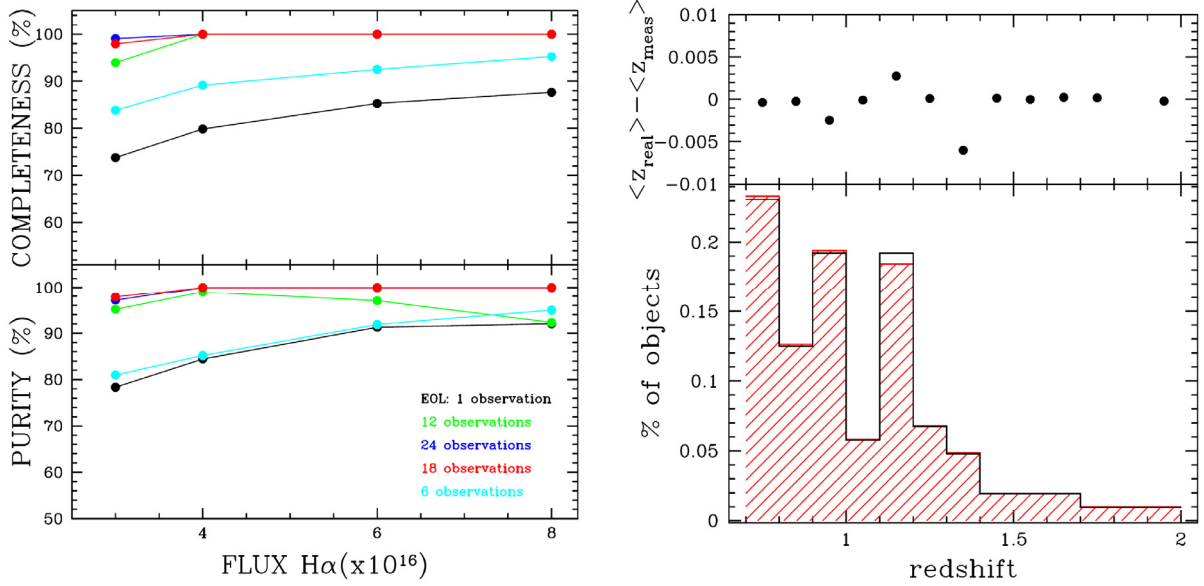 COMPLETENESS (%)
100
90
80
70
60
PURITY (%)
100
90
80
70
60
50
EOL: 1 observation
12 observations
24 observations
18 observations
6 observations
4
6
8
FLUX Hα(x10¹⁶)
<z_real>-<z_meas>
0.01
0.005
0
-0.005
-0.01
% of objects
0.2
0.15
0.1
0.05
0
1
1.5
2
redshift